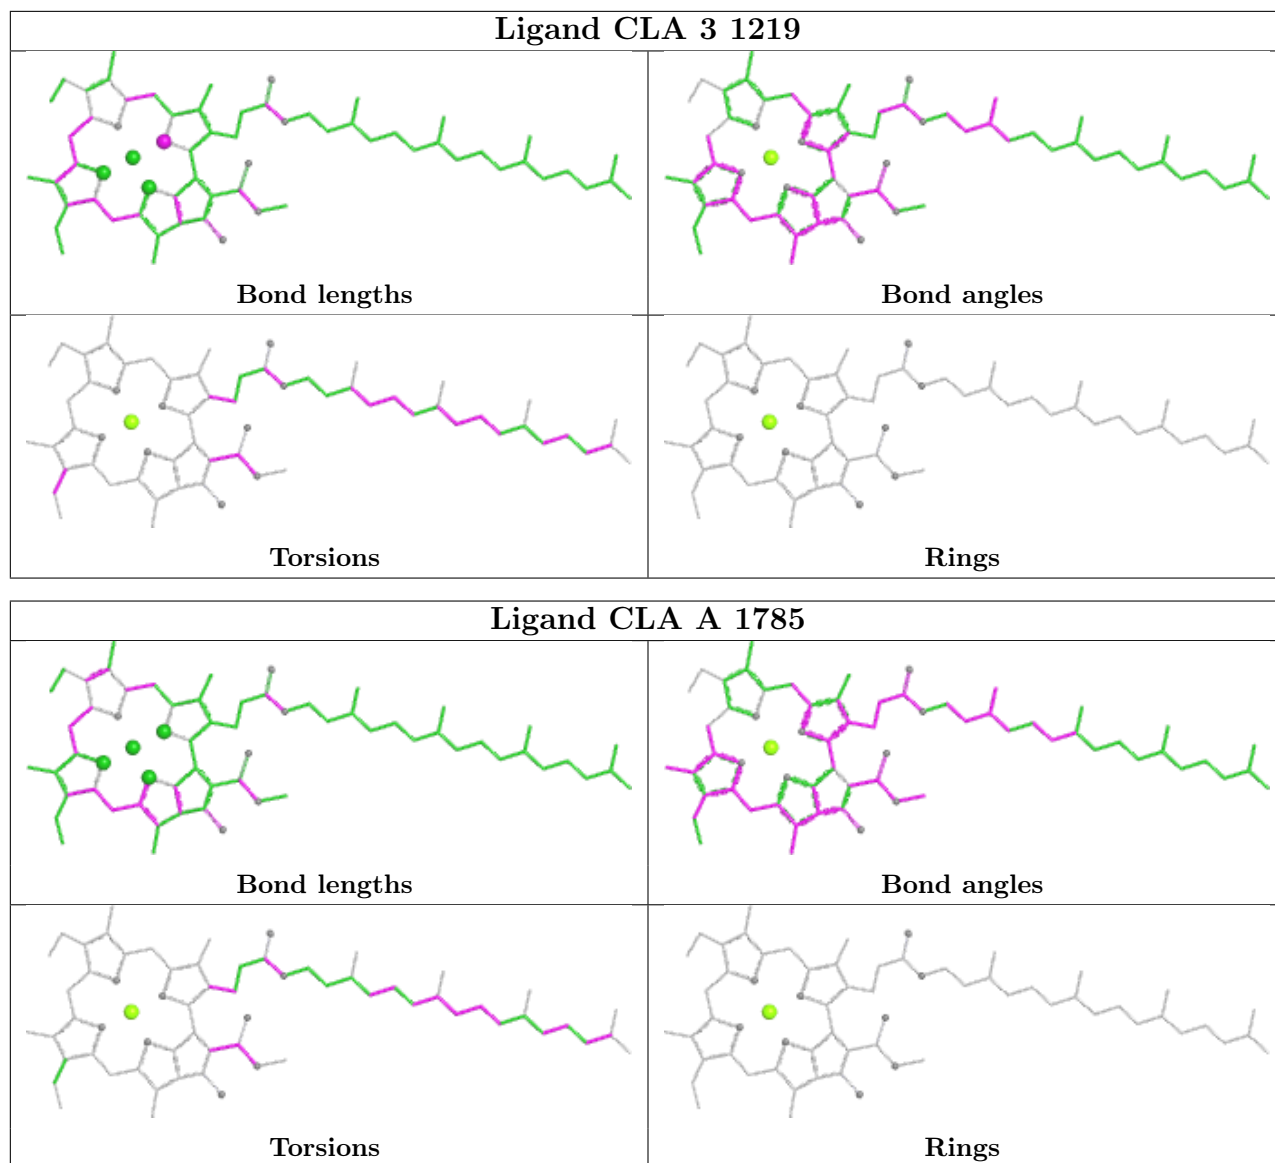 Ligand CLA 3 1219
Bond lengths
Bond angles
Torsions
Rings
Ligand CLA A 1785
Bond lengths
Bond angles
Torsions
Rings